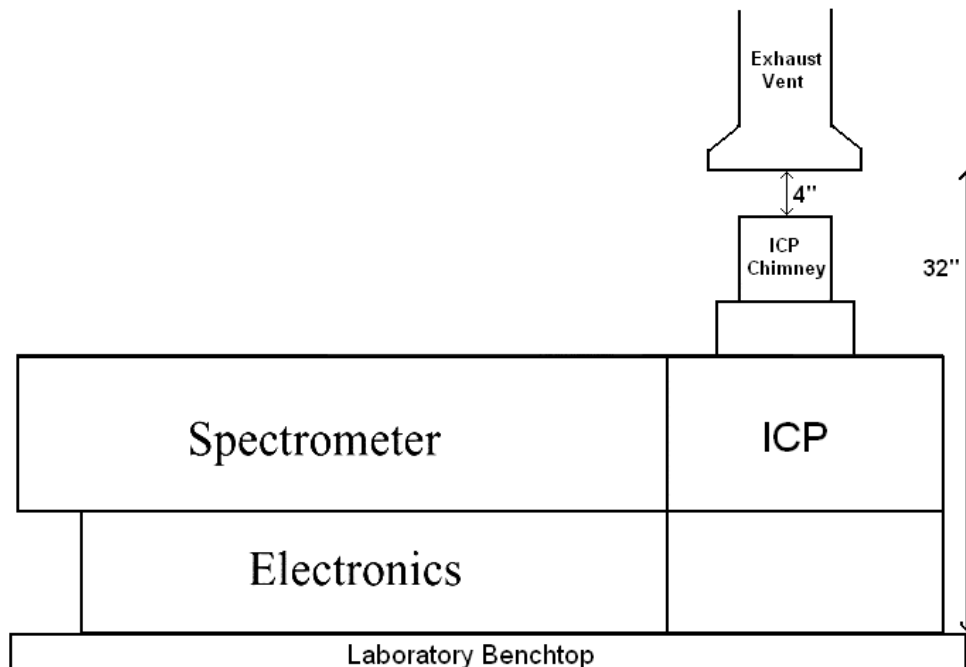 Exhaust
Vent
4"
ICP
Chimney
32"
Spectrometer
ICP
Electronics
Laboratory Benchtop